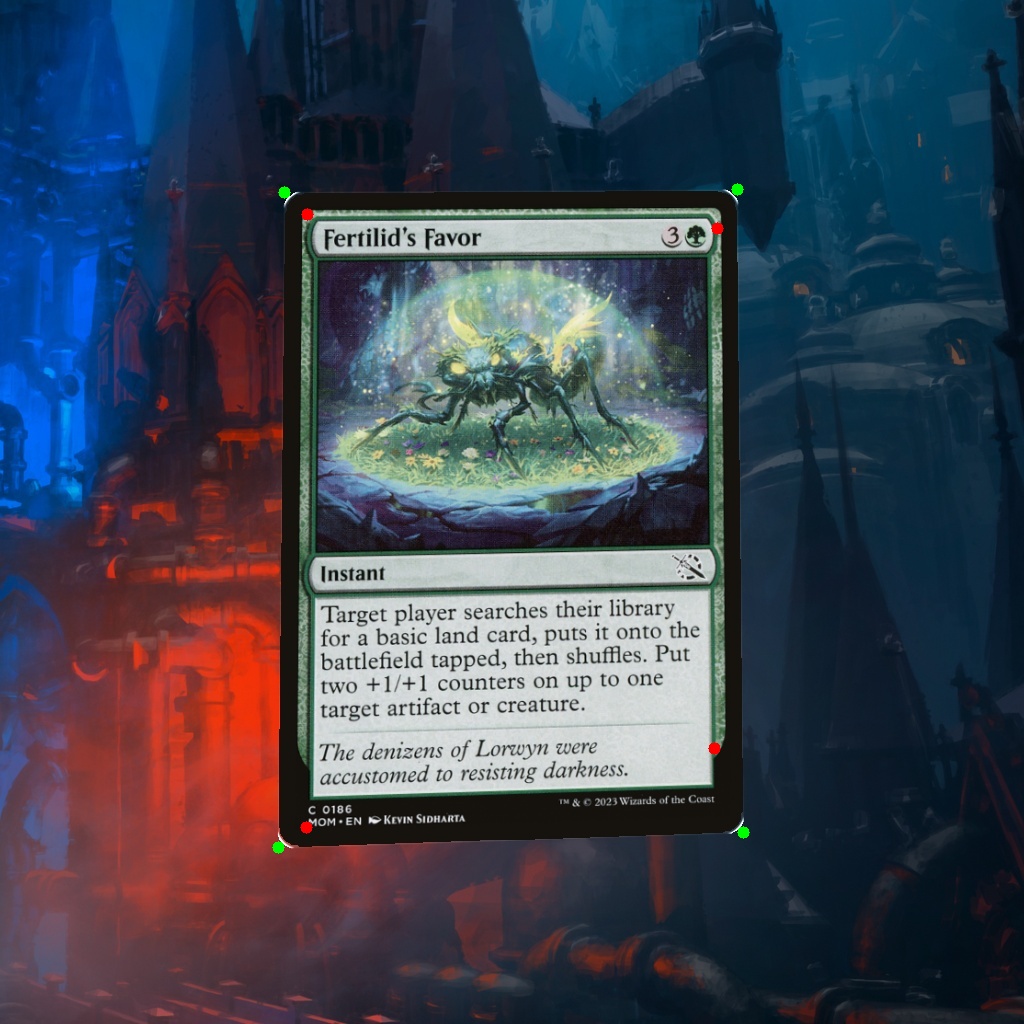 Fertilid's Favor
3
Instant
Target player searches their library
for a basic land card, puts it onto the
battlefield tapped, then shuffles. Put
two +1/+1 counters on up to one
target artifact or creature.
The denizens of Lorwyn were
accustomed to resisting darkness.
C 0186
MOM • EN Kevin Sidharta
™ & © 2023 Wizards of the Coast